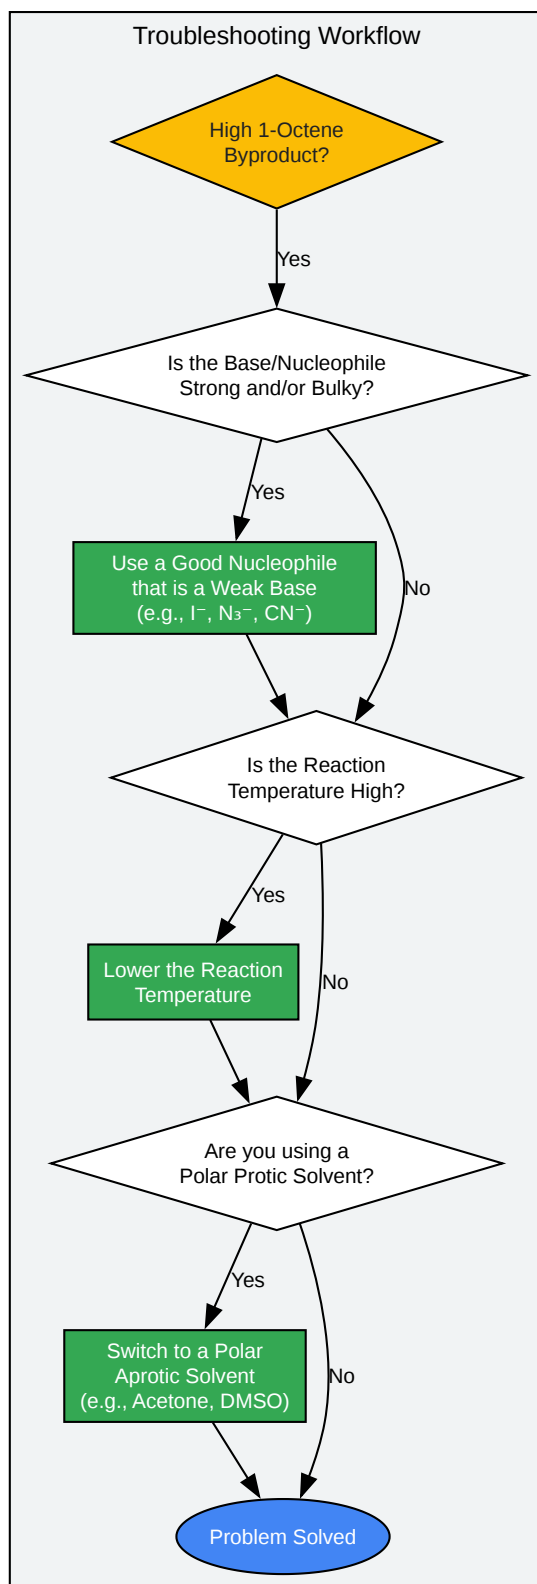 Troubleshooting Workflow
High 1-Octene
Byproduct?
Yes
Is the Base/Nucleophile
Strong and/or Bulky?
Yes
Use a Good Nucleophile
that is a Weak Base
(e.g., I⁻, N₃⁻, CN⁻)
No
Is the Reaction
Temperature High?
Yes
Lower the Reaction
Temperature
No
Are you using a
Polar Protic Solvent?
Yes
Switch to a Polar
Aprotic Solvent
(e.g., Acetone, DMSO)
No
Problem Solved